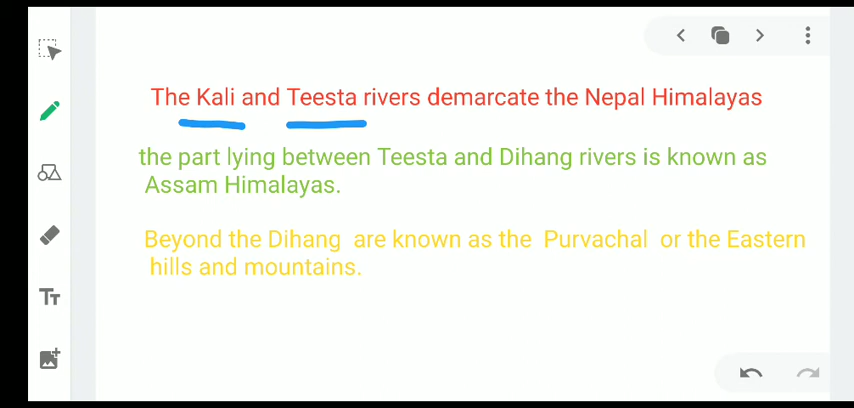 The Kali and Teesta rivers demarcate the Nepal Himalayas
the part lying between Teesta and Dihang rivers is known as
Assam Himalayas.
Beyond the Dihang are known as the Purvachal or the Eastern
hills and mountains.
TT